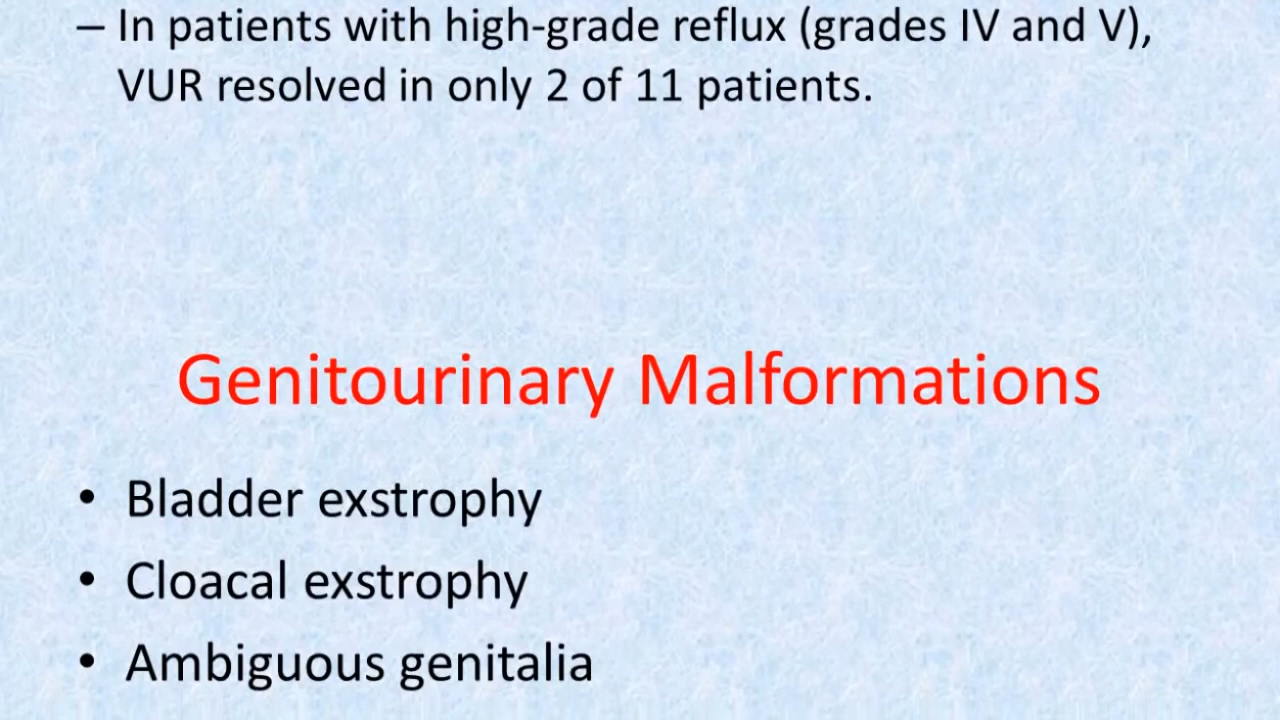 – In patients with high-grade reflux (grades IV and V),
VUR resolved in only 2 of 11 patients.
Genitourinary Malformations
• Bladder exstrophy
• Cloacal exstrophy
• Ambiguous genitalia